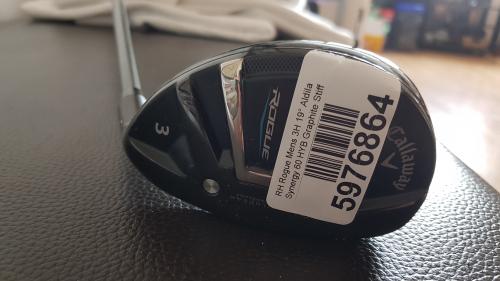 3
ROGUE
RH Rogue Mens 3H 19° Aldila
Synergy 60 HYB Graphite Stiff
5976864
Callaway